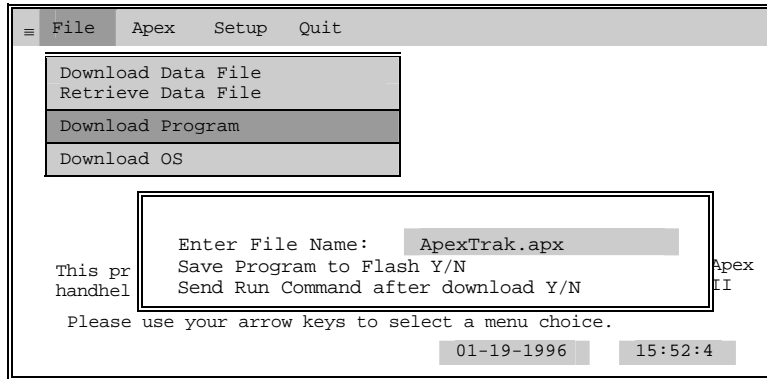 ≡ File Apex Setup Quit
Download Data File
Retrieve Data File
Download Program
Download OS
Enter File Name: ApexTrak.apx
Save Program to Flash Y/N
Send Run Command after download Y/N
This pr Apex
handhel II
Please use your arrow keys to select a menu choice.
01-19-1996 15:52:4